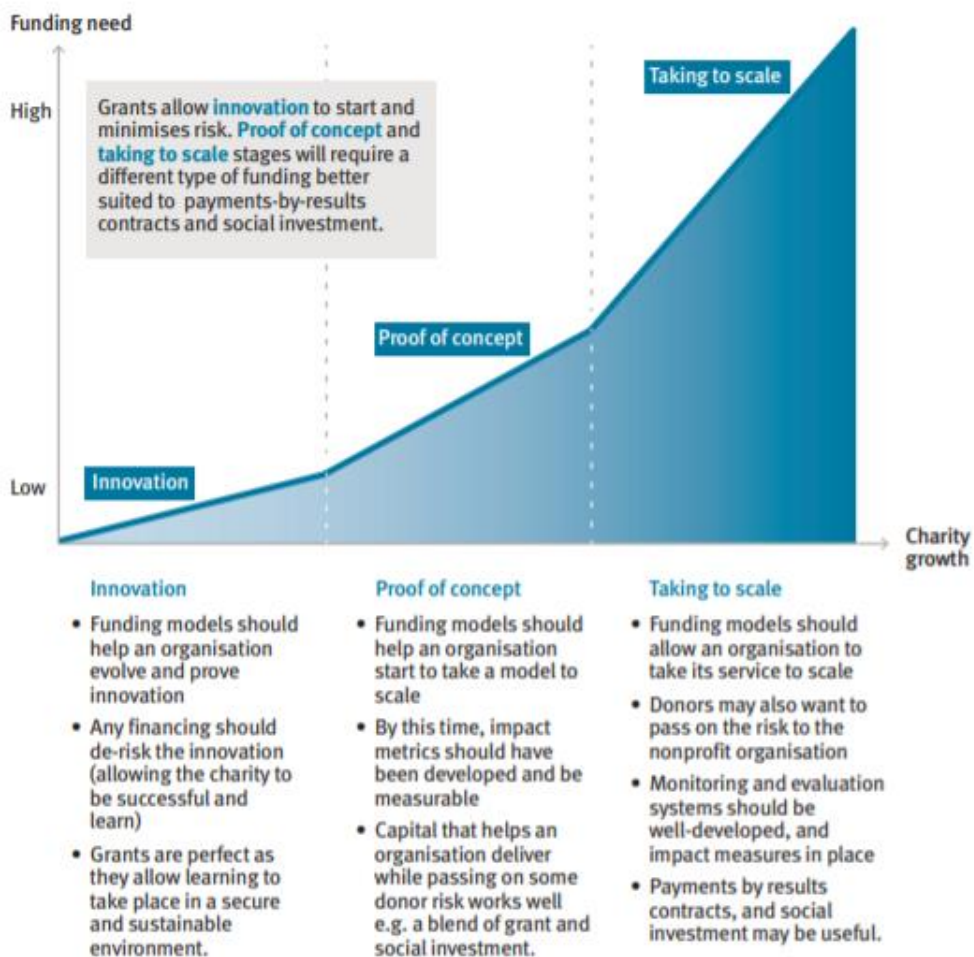 Funding need
High
Grants allow innovation to start and
minimises risk. Proof of concept and
taking to scale stages will require a
different type of funding better
suited to payments-by-results
contracts and social investment.
Taking to scale
Proof of concept
Low
Innovation
Charity
growth
Innovation
• Funding models should
help an organisation
evolve and prove
innovation
• Any financing should
de-risk the innovation
(allowing the charity to
be successful and
learn)
• Grants are perfect as
they allow learning to
take place in a secure
and sustainable
environment.
Proof of concept
• Funding models should
help an organisation
start to take a model to
scale
• By this time, impact
metrics should have
been developed and be
measurable
• Capital that helps an
organisation deliver
while passing on some
donor risk works well
e.g. a blend of grant and
social investment.
Taking to scale
• Funding models should
allow an organisation to
take its service to scale
• Donors may also want to
pass on the risk to the
nonprofit organisation
• Monitoring and evaluation
systems should be
well-developed, and
impact measures in place
• Payments by results
contracts, and social
investment may be useful.